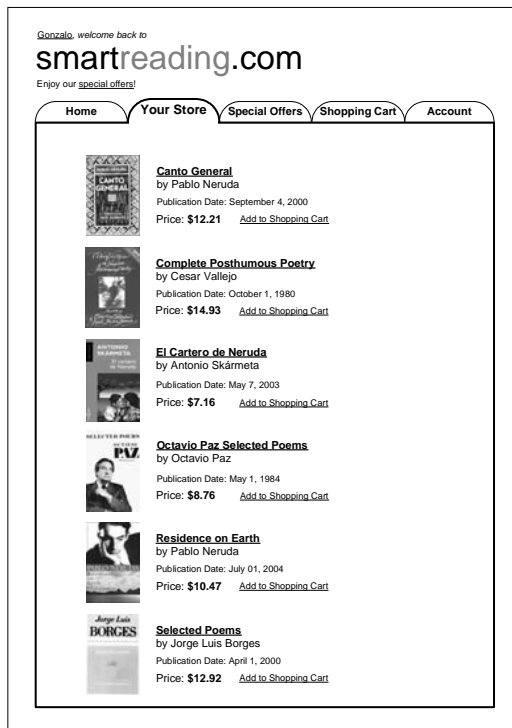 Gonzalo, welcome back to
smartreading.com
Enjoy our special offers!
Home Your Store Special Offers Shopping Cart Account
CANTO
GENERAL
Canto General
by Pablo Neruda
Publication Date: September 4, 2000
Price: $12.21 Add to Shopping Cart
Complete Posthumous Poetry
by Cesar Vallejo
Publication Date: October 1, 1980
Price: $14.93 Add to Shopping Cart
ANTONIO
SKÁRMETA
El cartero
de Neruda
El Cartero de Neruda
by Antonio Skármeta
Publication Date: May 7, 2003
Price: $7.16 Add to Shopping Cart
SELECTED POEMS
OCTAVIO
PAZ
Octavio Paz Selected Poems
by Octavio Paz
Publication Date: May 1, 1984
Price: $8.76 Add to Shopping Cart
Residence on Earth
by Pablo Neruda
Publication Date: July 01, 2004
Price: $10.47 Add to Shopping Cart
Jorge Luis
BORGES
Selected Poems
by Jorge Luis Borges
Publication Date: April 1, 2000
Price: $12.92 Add to Shopping Cart